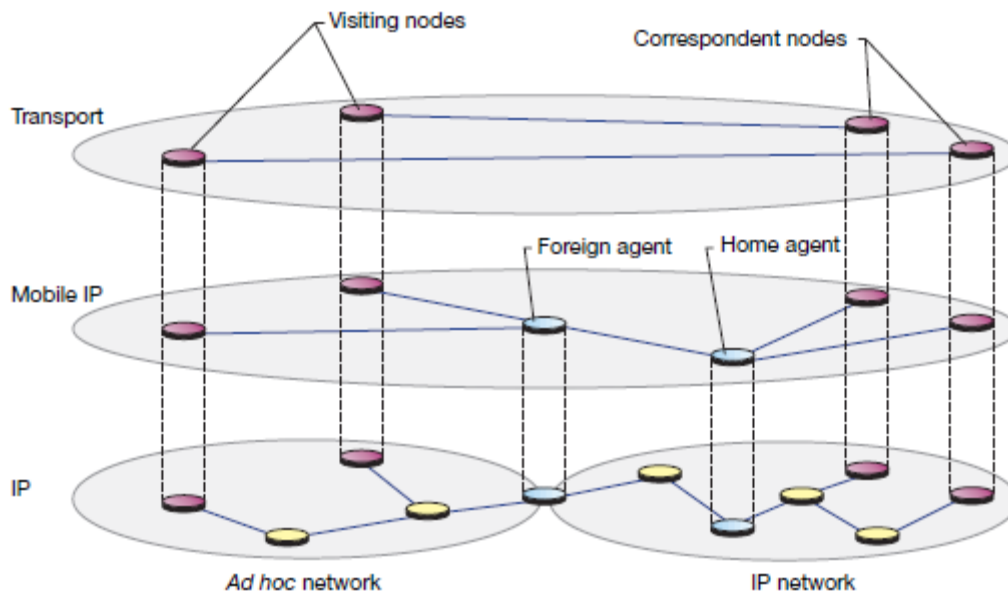 Visiting nodes
Correspondent nodes
Transport
Foreign agent
Home agent
Mobile IP
IP
Ad hoc network
IP network